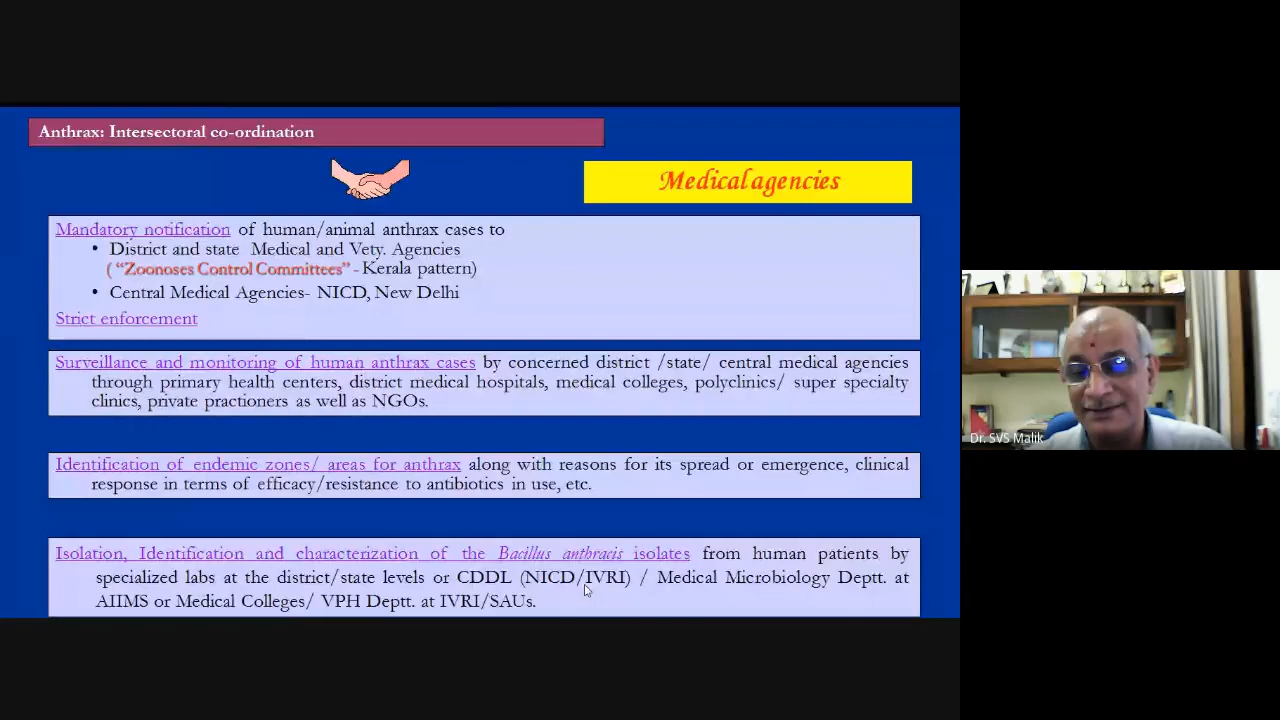 Anthrax: Intersectoral co-ordination
Medical agencies
Mandatory notification of human/animal anthrax cases to
• District and state Medical and Vety. Agencies
( “Zoonoses Control Committees” - Kerala pattern)
• Central Medical Agencies- NICD, New Delhi
Strict enforcement
Surveillance and monitoring of human anthrax cases by concerned district /state/ central medical agencies
through primary health centers, district medical hospitals, medical colleges, polyclinics/ super specialty
clinics, private practioners as well as NGOs.
Identification of endemic zones/ areas for anthrax along with reasons for its spread or emergence, clinical
response in terms of efficacy/resistance to antibiotics in use, etc.
Isolation, Identification and characterization of the Bacillus anthracis isolates from human patients by
specialized labs at the district/state levels or CDDL (NICD/IVRI) / Medical Microbiology Deptt. at
AIIMS or Medical Colleges/ VPH Deptt. at IVRI/SAUs.
Dr. SVS Malik